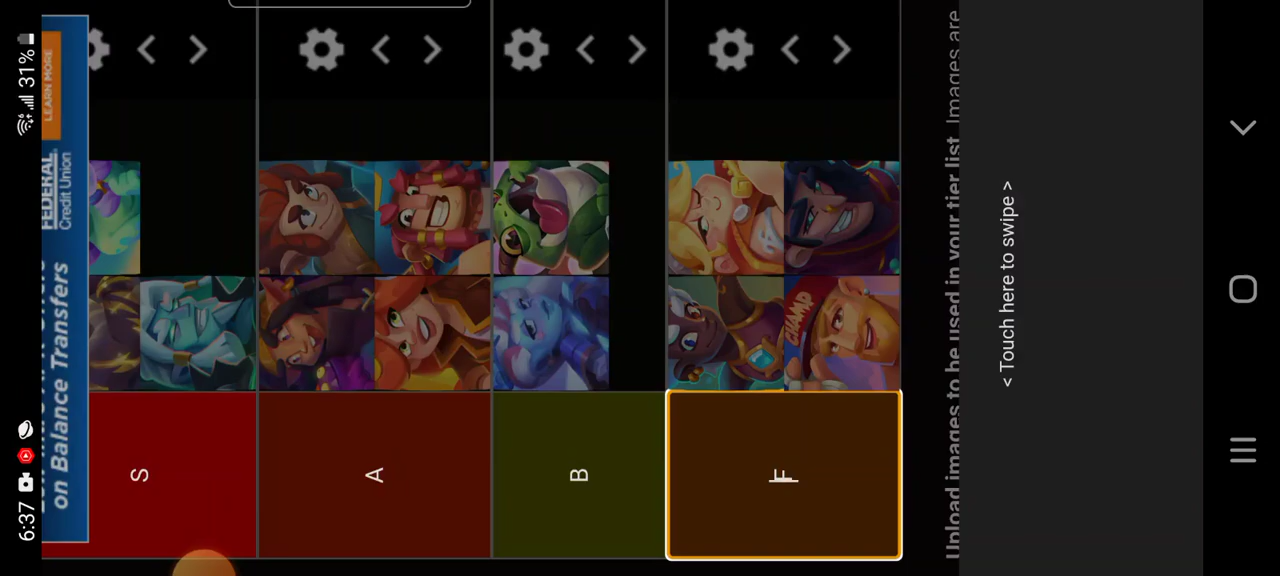 6:37
31%
LEARN MORE
FEDERAL
Credit Union
on Balance Transfers
S
A
B
F
CHAMP
Upload images to be used in your tier list. Images are
< Touch here to swipe >